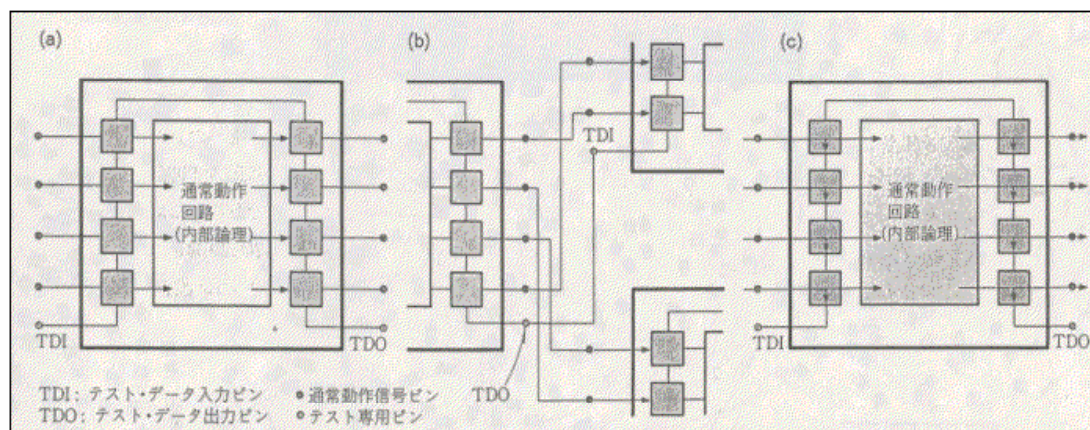 (a)
通常動作
回路
(内部論理)
TDI
TDO
(b)
TDI
TDO
(c)
通常動作
回路
(内部論理)
TDI
TDO
TDI: テスト・データ入力ピン
TDO: テスト・データ出力ピン
●通常動作信号ピン
○テスト専用ピン